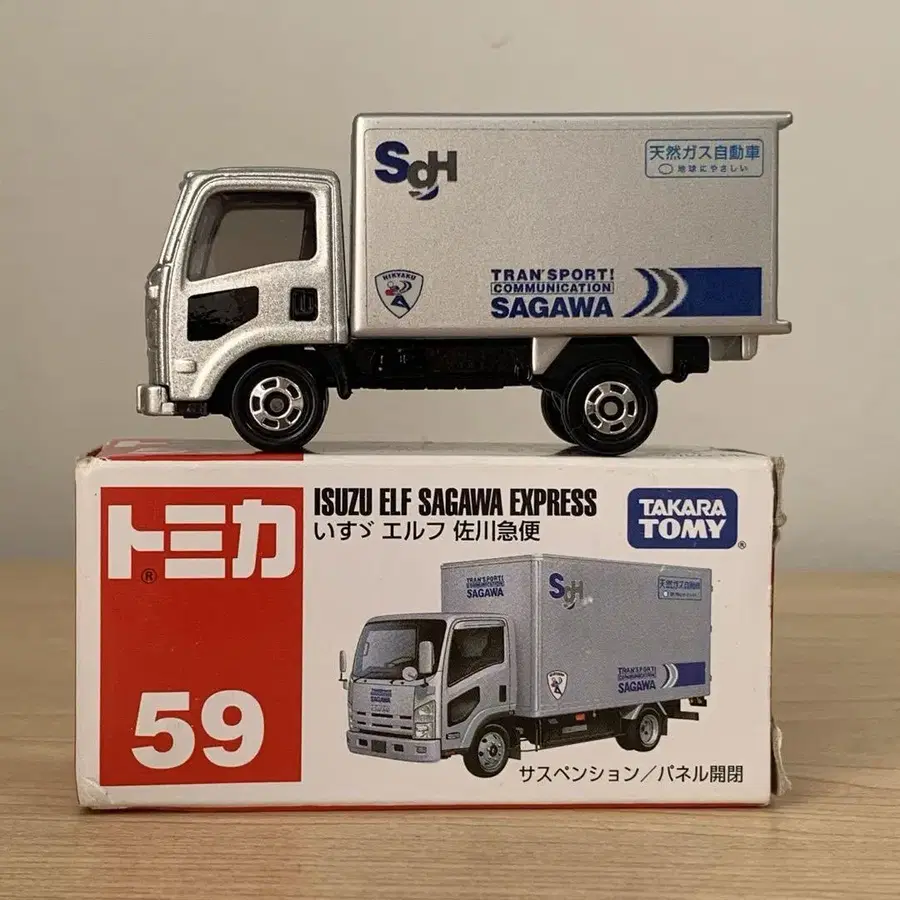 SgH
天然ガス自動車
地球にやさしい
HIKYAKU
TRAN'SPORT!
COMMUNICATION
SAGAWA
トミカ
®
59
ISUZU ELF SAGAWA EXPRESS
いすゞ エルフ 佐川急便
TAKARA
TOMY
®
TRAN'SPORT!
COMMUNICATION
SAGAWA
SgH
天然ガス自動車
TRAN'SPORT!
COMMUNICATION
SAGAWA
サスペンション/パネル開閉